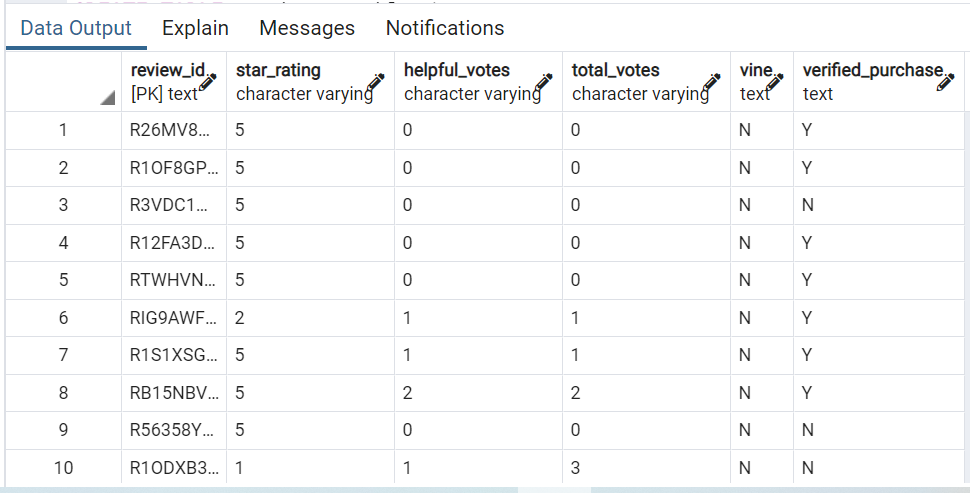 Data Output Explain Messages Notifications
review_id star_rating helpful_votes total_votes vine verified_purchase
[PK] text character varying character varying character varying text text
1 R26MV8... 5 0 0 N Y
2 R1OF8GP... 5 0 0 N Y
3 R3VDC1... 5 0 0 N N
4 R12FA3D... 5 0 0 N Y
5 RTWHVN... 5 0 0 N Y
6 RIG9AWF... 2 1 1 N Y
7 R1S1XSG... 5 1 1 N Y
8 RB15NBV... 5 2 2 N Y
9 R56358Y... 5 0 0 N N
10 R1ODXB3... 1 1 3 N N